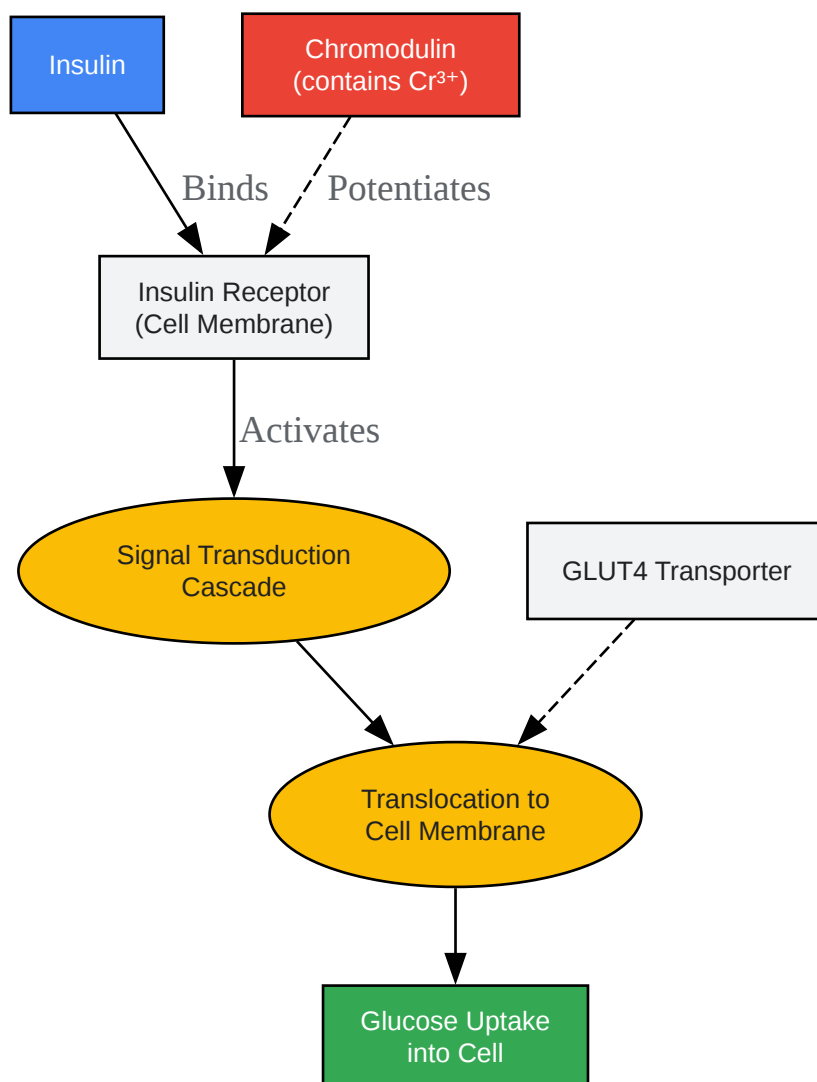 Insulin
Chromodulin
(contains Cr³⁺)
Binds
Potentiates
Insulin Receptor
(Cell Membrane)
Activates
Signal Transduction
Cascade
GLUT4 Transporter
Translocation to
Cell Membrane
Glucose Uptake
into Cell